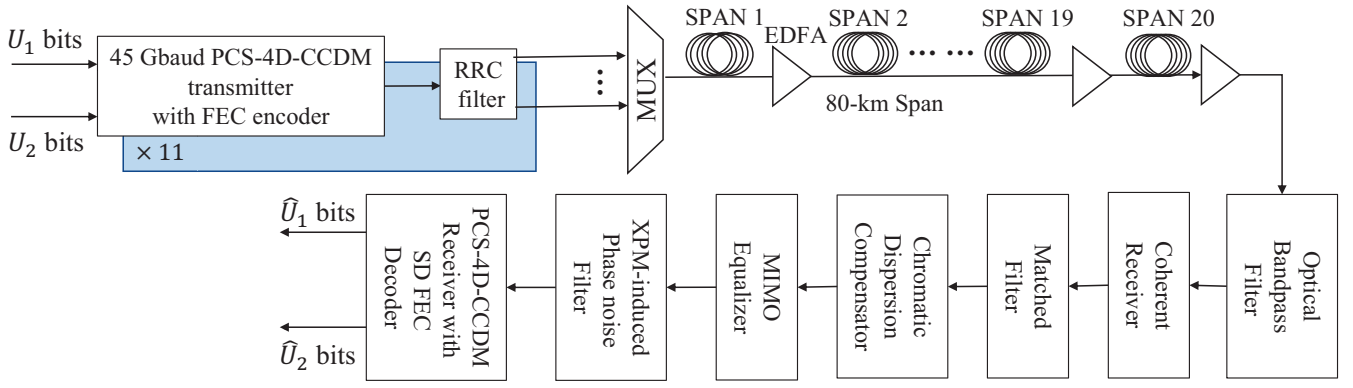 U₁ bits
U₂ bits
45 Gbaud PCS-4D-CCDM
transmitter
with FEC encoder
× 11
RRC
filter
...
MUX
SPAN 1
EDFA
SPAN 2
... ...
SPAN 19
SPAN 20
80-km Span
Optical
Bandpass
Filter
Coherent
Receiver
Matched
Filter
Chromatic
Dispersion
Compensator
MIMO
Equalizer
XPM-induced
Phase noise
Filter
PCS-4D-CCDM
Receiver with
SD FEC
Decoder
Û₁ bits
Û₂ bits